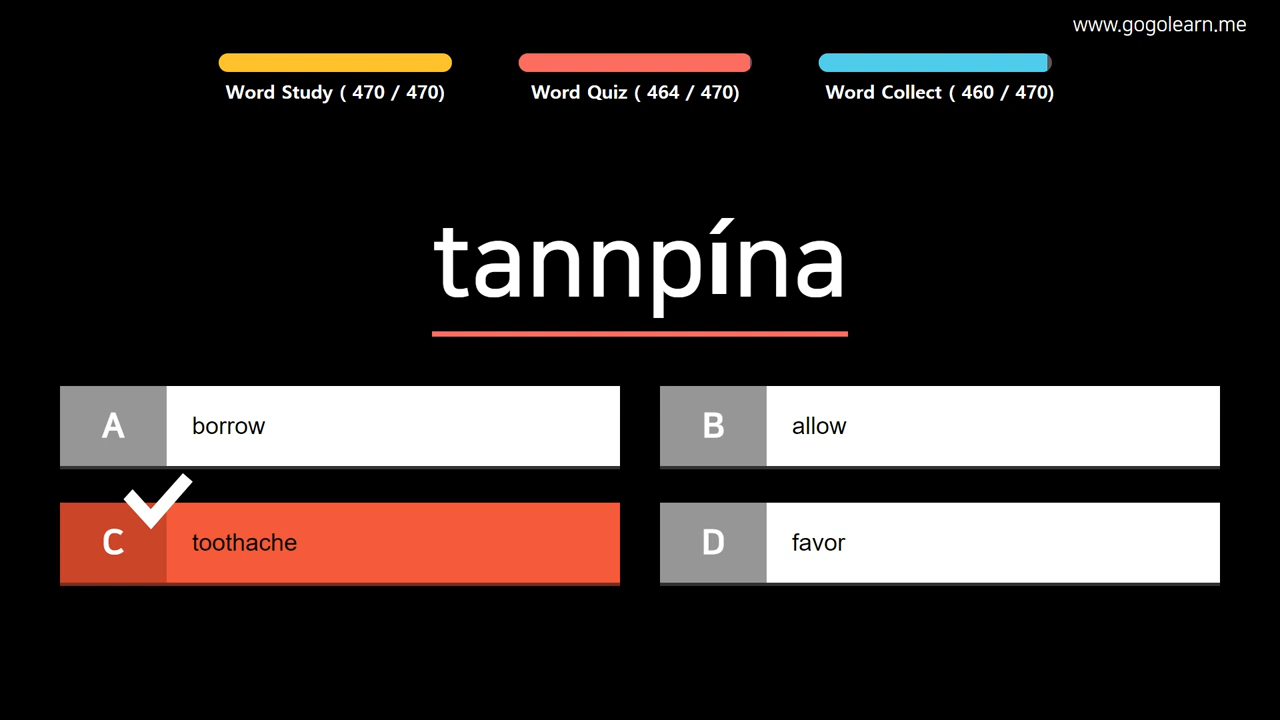 www.gogolearn.me
Word Study ( 470 / 470)
Word Quiz ( 464 / 470)
Word Collect ( 460 / 470)
tannpína
A borrow
B allow
C toothache
D favor